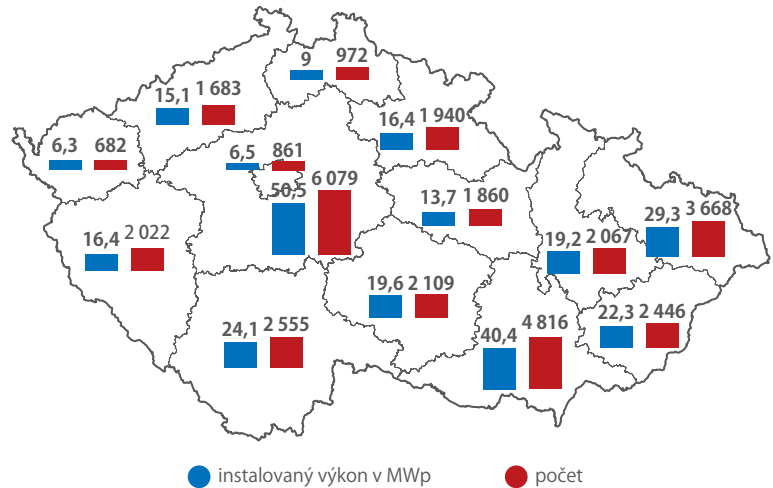 9 972
15,1 1 683
16,4 1 940
6,3 682
6,5 861
50,5 6 079
13,7 1 860
29,3 3 668
16,4 2 022
19,2 2 067
19,6 2 109
22,3 2 446
24,1 2 555
40,4 4 816
instalovaný výkon v MWp
počet